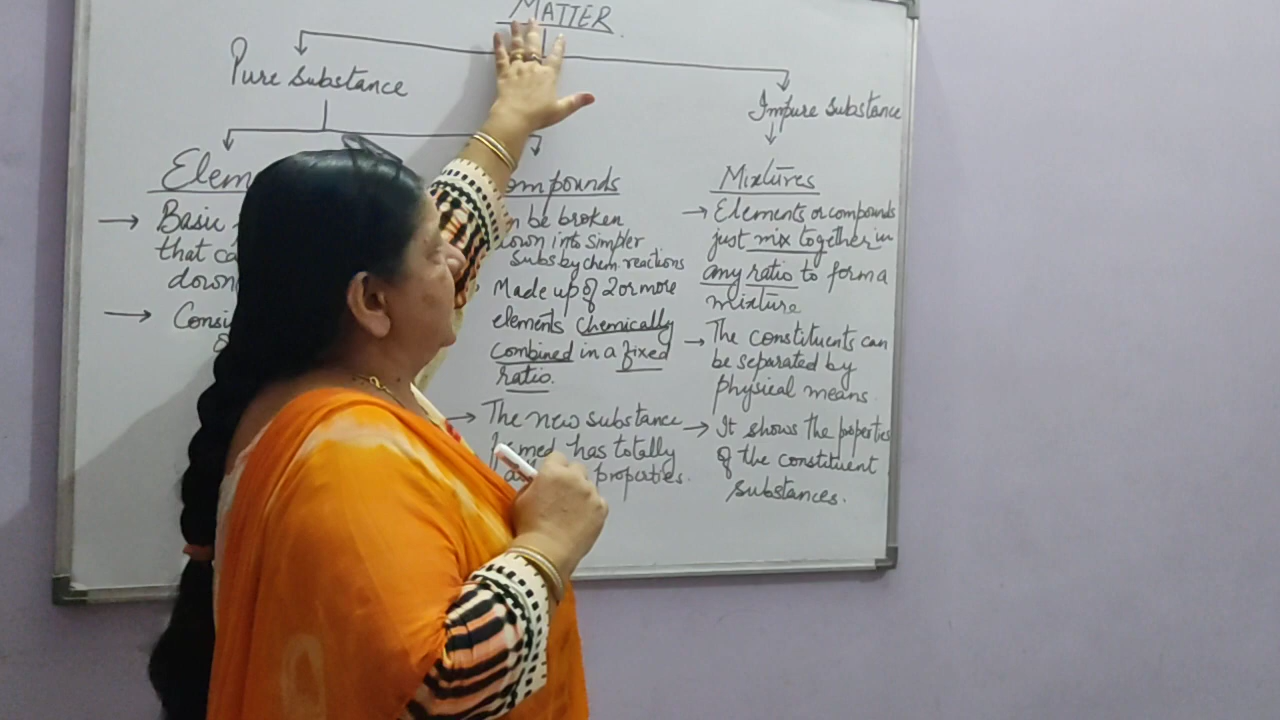 MATTER
Pure substance
Impure substance
Elem
Basic
that ca
down
Consi
ompounds
n be broken
down into simpler
subs by chem. reactions
Made up of 2 or more
elements chemically
combined in a fixed
ratio.
The new substance
has totally
properties.
Mixtures
Elements or compounds
just mix together in
any ratio to form a
mixture
The constituents can
be separated by
physical means
It shows the properties
of the constituent
substances.